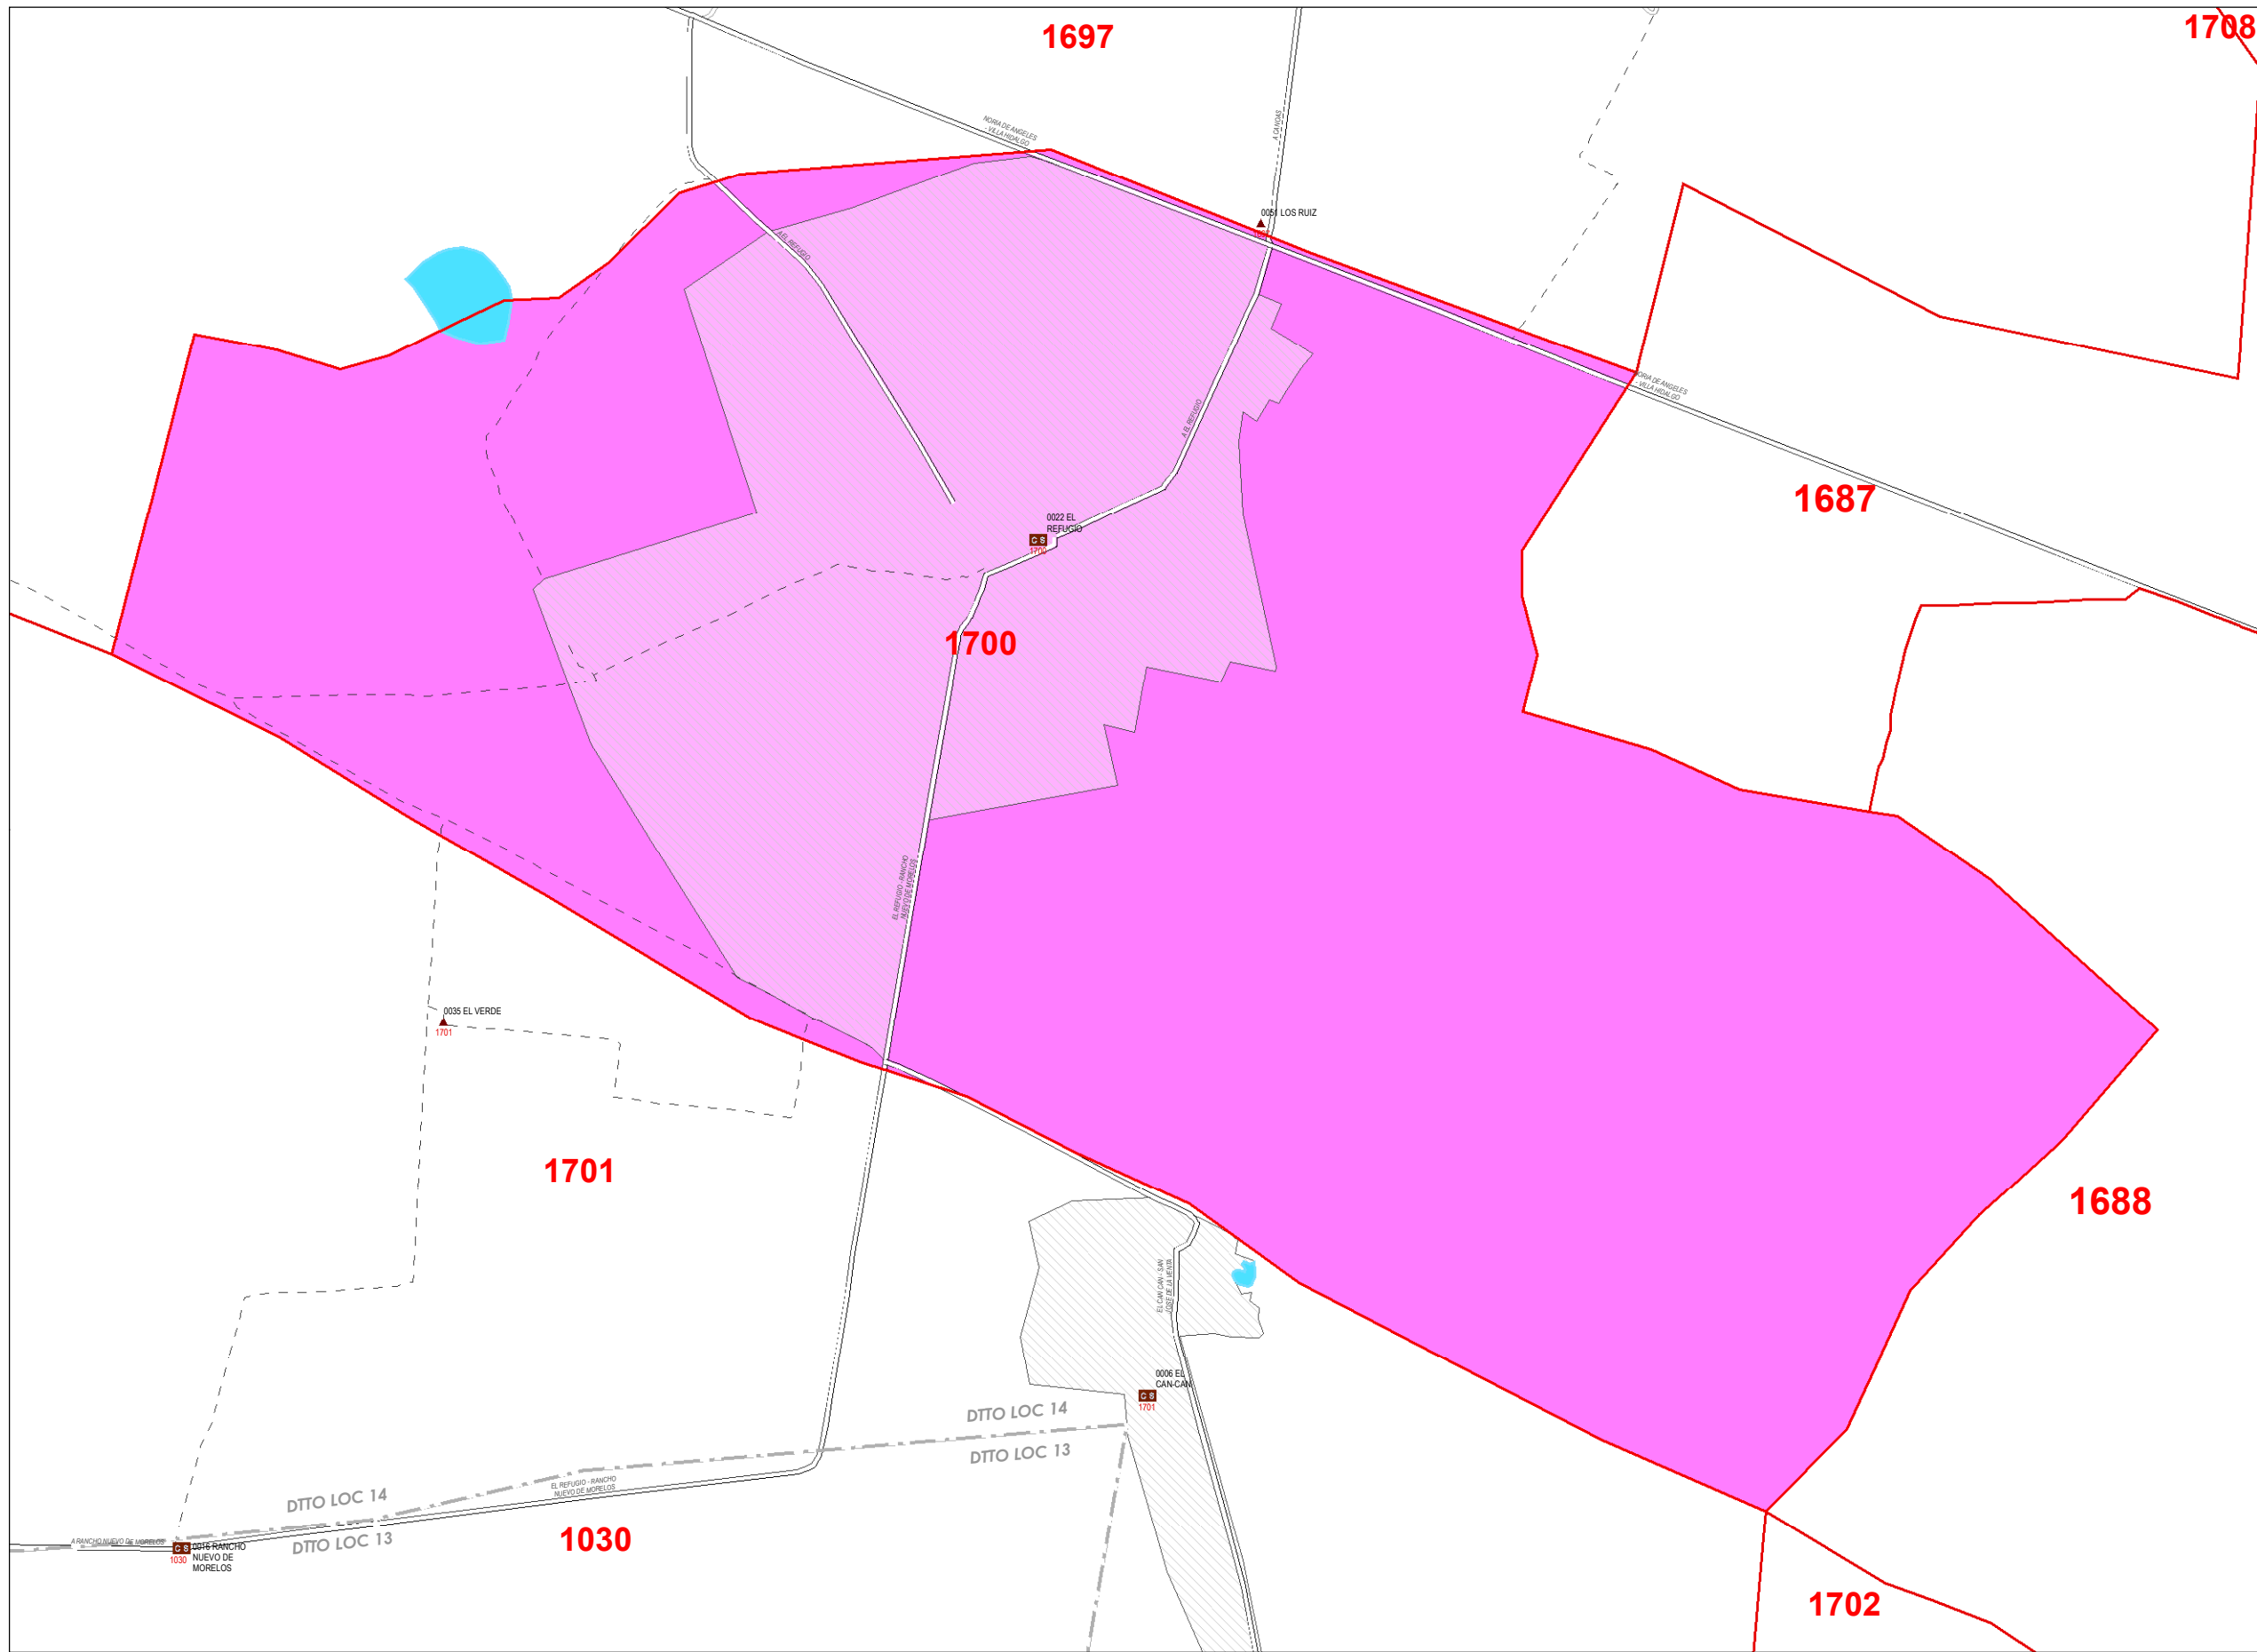 1697
1708
NORIA DE ANGELES
- VILLA HIDALGO
A CANOAS
0051 LOS RUIZ
A EL REFUGIO
NORIA DE ANGELES
- VILLA HIDALGO
A EL REFUGIO
1687
0022 EL
REFUGIO
C S
1700
1700
EL REFUGIO - RANCHO
NUEVO DE MORELOS
0035 EL VERDE
1701
1701
1688
EL CAN CAN - SAN
JOSE DE LA VENTA
0006 EL
CAN-CAN
C S
1701
DTTO LOC 14
DTTO LOC 13
EL REFUGIO - RANCHO
NUEVO DE MORELOS
DTTO LOC 14
DTTO LOC 13
1030
A RANCHO NUEVO DE MORELOS
C S
0016 RANCHO
NUEVO DE
MORELOS
1030
1702